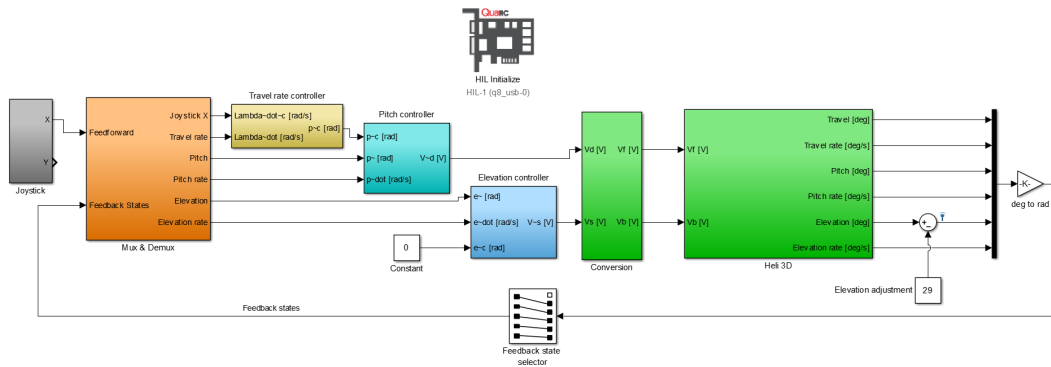 QuaNC
HIL Initialize
HIL-1 (q8_usb-0)
X
Y
Joystick
Feedforward
Feedback States
Joystick X
Travel rate
Pitch
Pitch rate
Elevation
Elevation rate
Mux & Demux
Travel rate controller
Lambda~dot~c [rad/s]
Lambda~dot [rad/s]
p~c [rad]
Pitch controller
p~c [rad]
p~ [rad]
p~dot [rad/s]
V~d [V]
Elevation controller
e~ [rad]
e~dot [rad/s]
e~c [rad]
V~s [V]
0
Constant
Vd [V]
Vs [V]
Vf [V]
Vb [V]
Conversion
Vf [V]
Vb [V]
Travel [deg]
Travel rate [deg/s]
Pitch [deg]
Pitch rate [deg/s]
Elevation [deg]
Elevation rate [deg/s]
Heli 3D
+
−
Elevation adjustment
29
-K-
deg to rad
Feedback states
Feedback state
selector